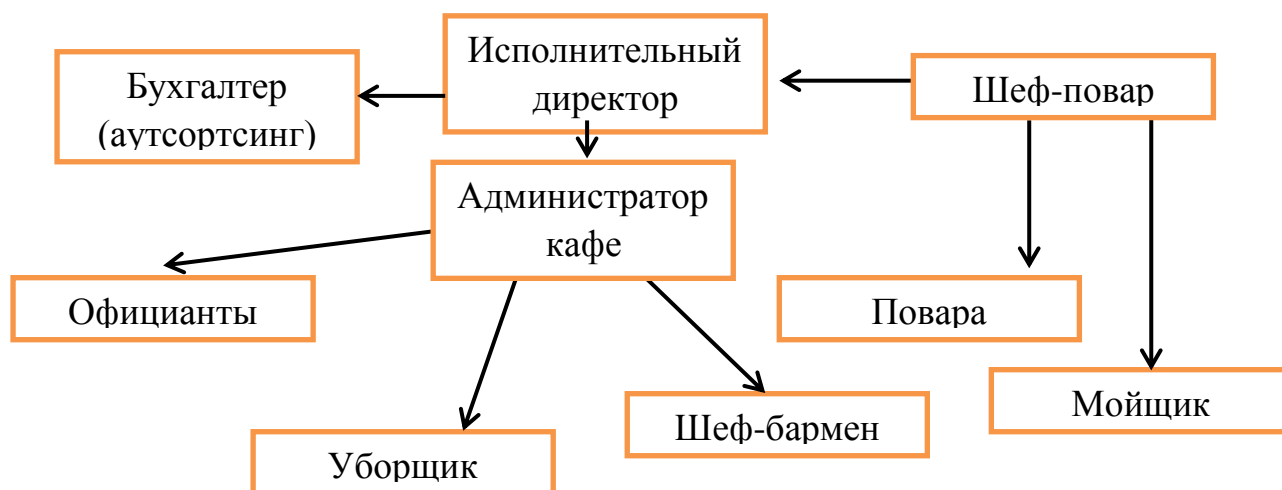 Исполнительный
директор
Бухгалтер
(аутсортсинг)
Шеф-повар
Администратор
кафе
Официанты
Повара
Мойщик
Шеф-бармен
Уборщик